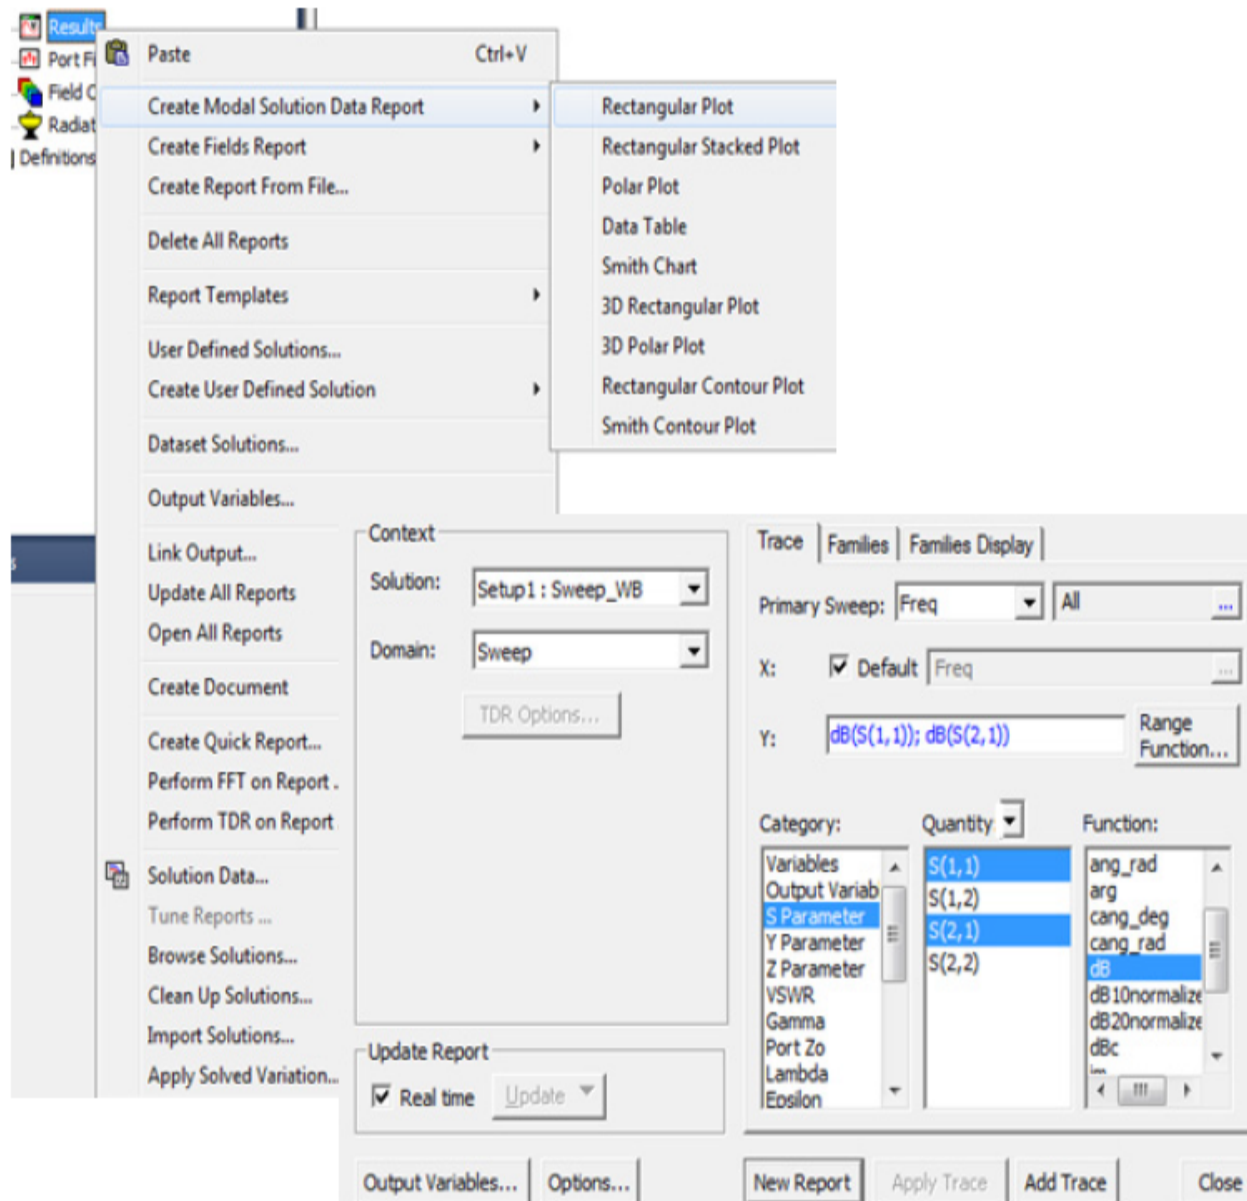 Results
Port Fi
Field C
Radiat
Definitions
Paste Ctrl+V
Create Modal Solution Data Report
Create Fields Report
Create Report From File...
Delete All Reports
Report Templates
User Defined Solutions...
Create User Defined Solution
Dataset Solutions...
Output Variables...
Link Output...
Update All Reports
Open All Reports
Create Document
Create Quick Report...
Perform FFT on Report .
Perform TDR on Report
Solution Data...
Tune Reports ...
Browse Solutions...
Clean Up Solutions...
Import Solutions...
Apply Solved Variation...
Rectangular Plot
Rectangular Stacked Plot
Polar Plot
Data Table
Smith Chart
3D Rectangular Plot
3D Polar Plot
Rectangular Contour Plot
Smith Contour Plot
Context
Solution: Setup1 : Sweep_WB
Domain: Sweep
TDR Options...
Update Report
Real time Update
Output Variables... Options...
Trace Families Families Display
Primary Sweep: Freq All ...
X: Default Freq ...
Y: dB(S(1,1)); dB(S(2,1)) Range
Function...
Category: Quantity Function:
Variables
Output Variab
S Parameter
Y Parameter
Z Parameter
VSWR
Gamma
Port Zo
Lambda
Epsilon
S(1,1)
S(1,2)
S(2,1)
S(2,2)
ang_rad
arg
cang_deg
cang_rad
dB
dB10normalize
dB20normalize
dBc
New Report Apply Trace Add Trace Close